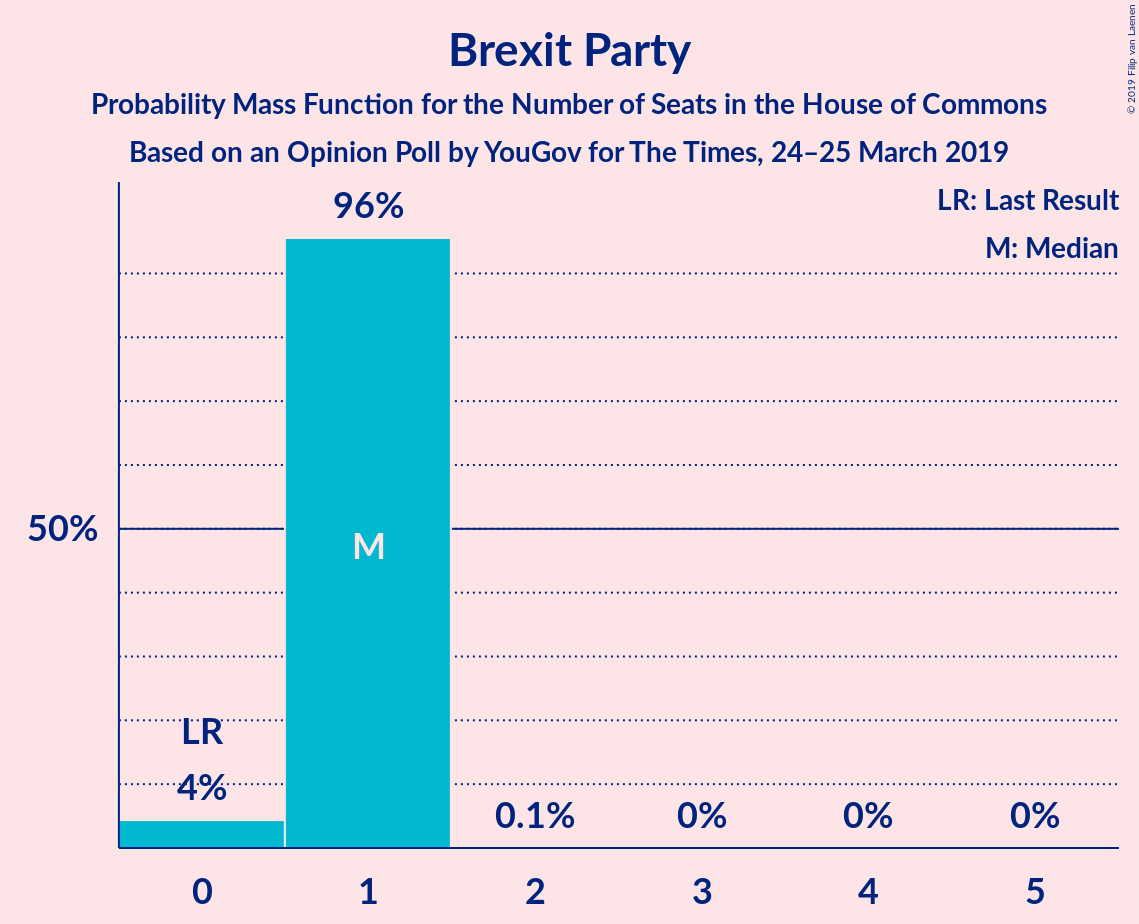 Brexit Party
Probability Mass Function for the Number of Seats in the House of Commons
Based on an Opinion Poll by YouGov for The Times, 24–25 March 2019
© 2019 Filip van Laenen
LR: Last Result
M: Median
96%
50%
M
LR
4%
0.1%
0%
0%
0%
0
1
2
3
4
5